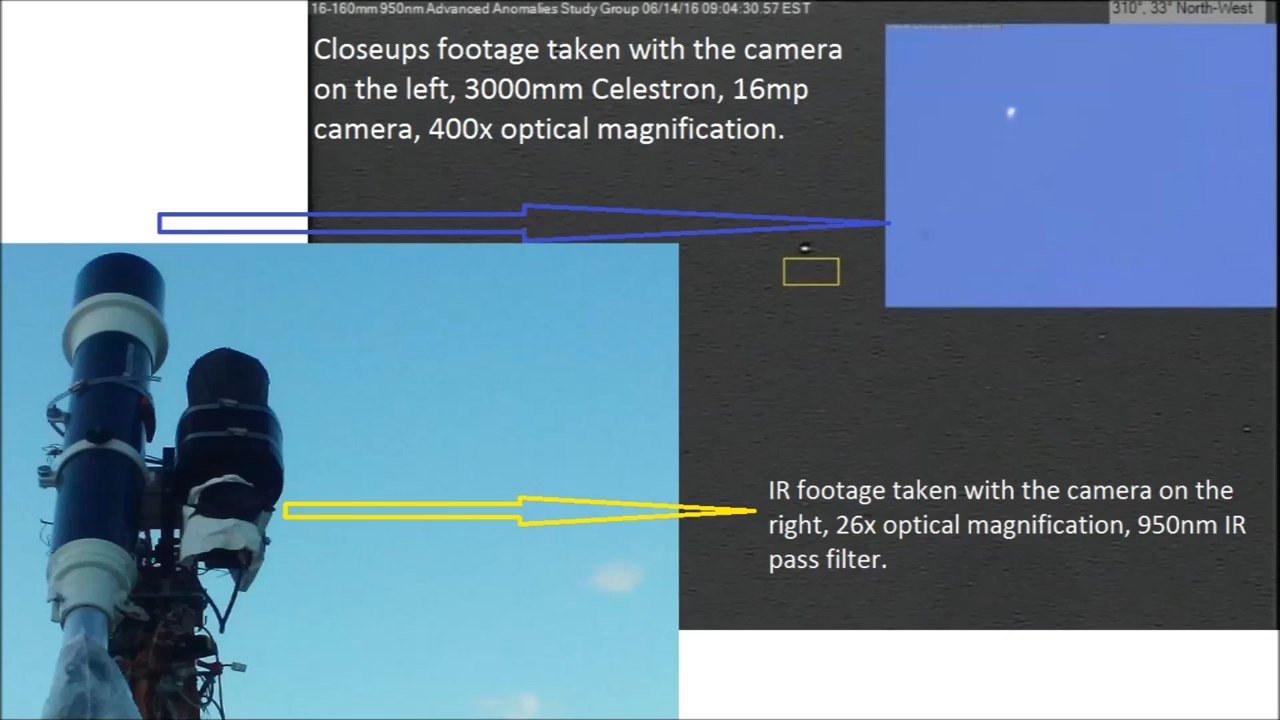 16-160mm 950nm Advanced Anomalies Study Group 06/14/16 09:04:30.57 EST
310°, 33° North-West
Closeups footage taken with the camera
on the left, 3000mm Celestron, 16mp
camera, 400x optical magnification.
IR footage taken with the camera on the
right, 26x optical magnification, 950nm IR
pass filter.